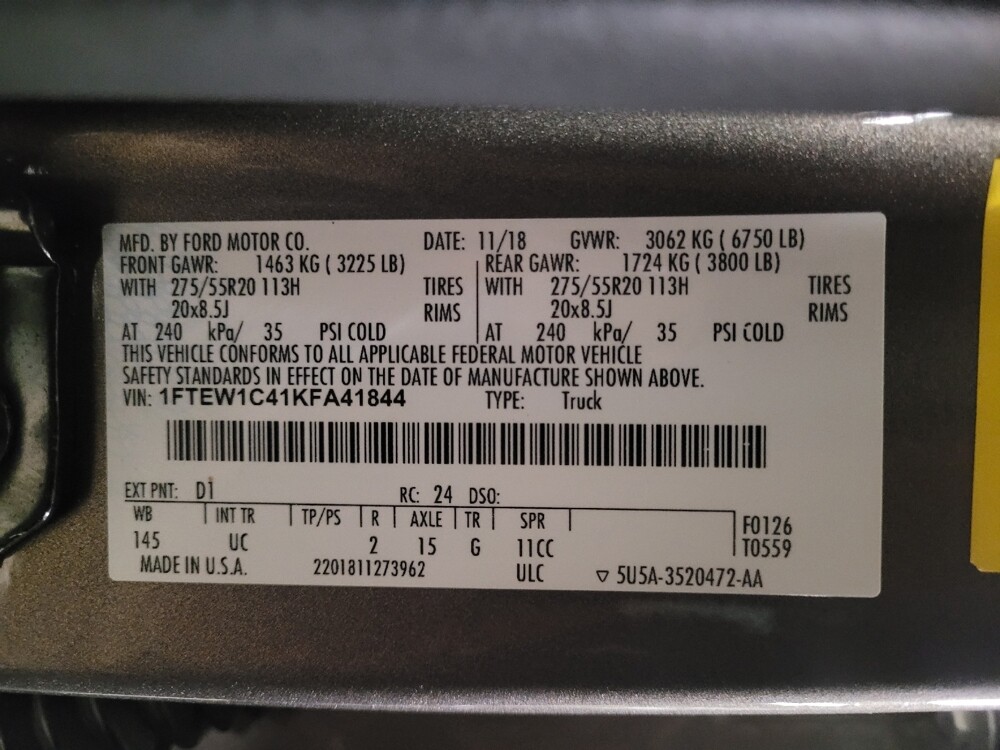 MFD. BY FORD MOTOR CO. DATE: 11/18 GVWR: 3062 KG ( 6750 LB)
FRONT GAWR: 1463 KG ( 3225 LB) REAR GAWR: 1724 KG ( 3800 LB)
WITH 275/55R20 113H TIRES WITH 275/55R20 113H TIRES
20x8.5J RIMS 20x8.5J RIMS
AT 240 kPa/ 35 PSI COLD AT 240 kPa/ 35 PSI COLD
THIS VEHICLE CONFORMS TO ALL APPLICABLE FEDERAL MOTOR VEHICLE
SAFETY STANDARDS IN EFFECT ON THE DATE OF MANUFACTURE SHOWN ABOVE.
VIN: 1FTEW1C41KFA41844 TYPE: Truck
EXT PNT: D1 RC: 24 DSO:
WB INT TR TP/PS R AXLE TR SPR F0126
145 UC 2 15 G 11CC T0559
MADE IN U.S.A. 2201811273962 ULC ▽ 5U5A-3520472-AA